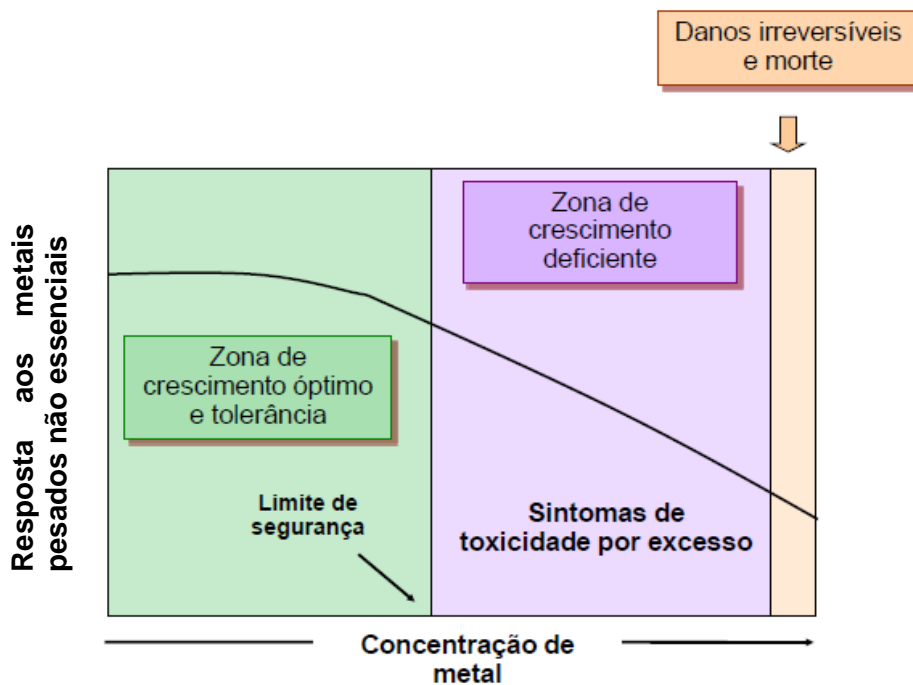 Danos irreversíveis
e morte
Resposta aos metais
pesados não essenciais
Zona de
crescimento
deficiente
Zona de
crescimento óptimo
e tolerância
Limite de
segurança
Sintomas de
toxicidade por excesso
Concentração de
metal